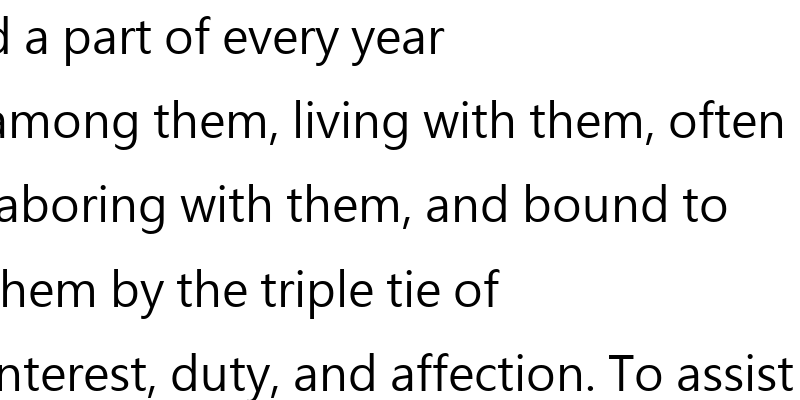 a part of every year
among them, living with them, often
laboring with them, and bound to
them by the triple tie of
interest, duty, and affection. To assist